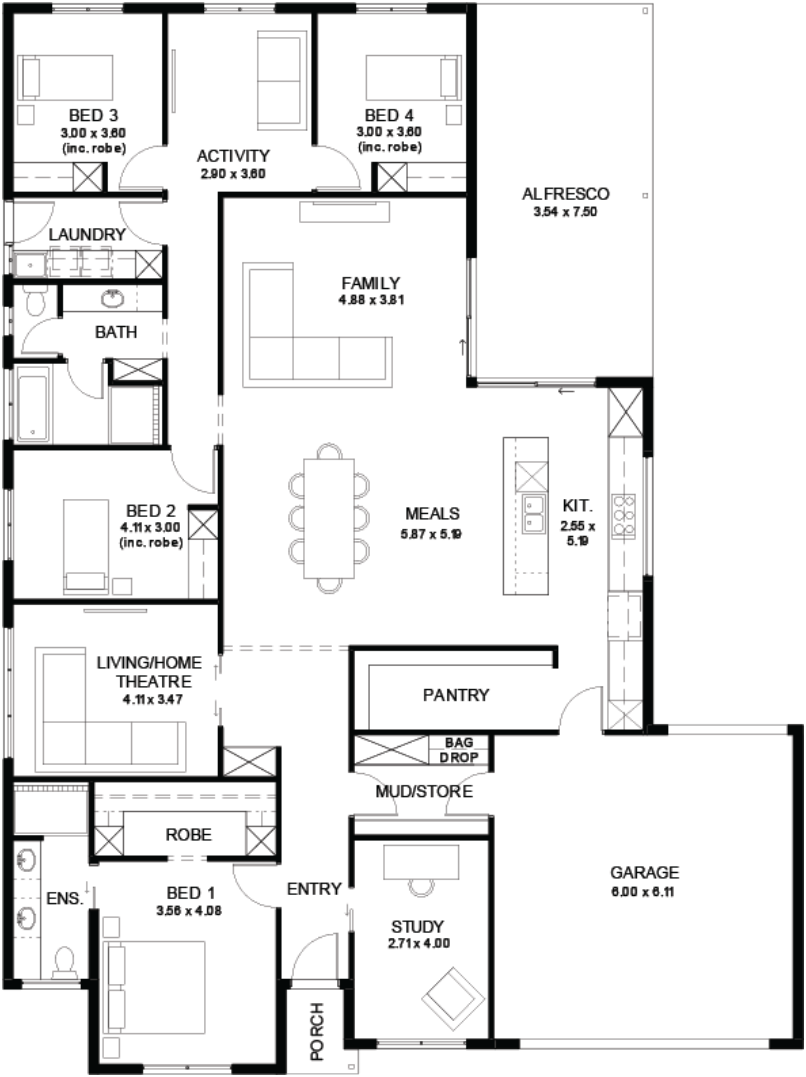 BED 3
3.00 x 3.60
(inc. robe)
ACTIVITY
2.90 x 3.60
BED 4
3.00 x 3.60
(inc. robe)
ALFRESCO
3.54 x 7.50
LAUNDRY
FAMILY
4.88 x 3.81
BATH
BED 2
4.11 x 3.00
(inc. robe)
MEALS
5.87 x 5.19
KIT.
2.55 x
5.19
LIVING/HOME
THEATRE
4.11 x 3.47
PANTRY
BAG
DROP
MUD/STORE
ROBE
GARAGE
6.00 x 6.11
ENS.
BED 1
3.56 x 4.08
ENTRY
STUDY
2.71 x 4.00
PORCH